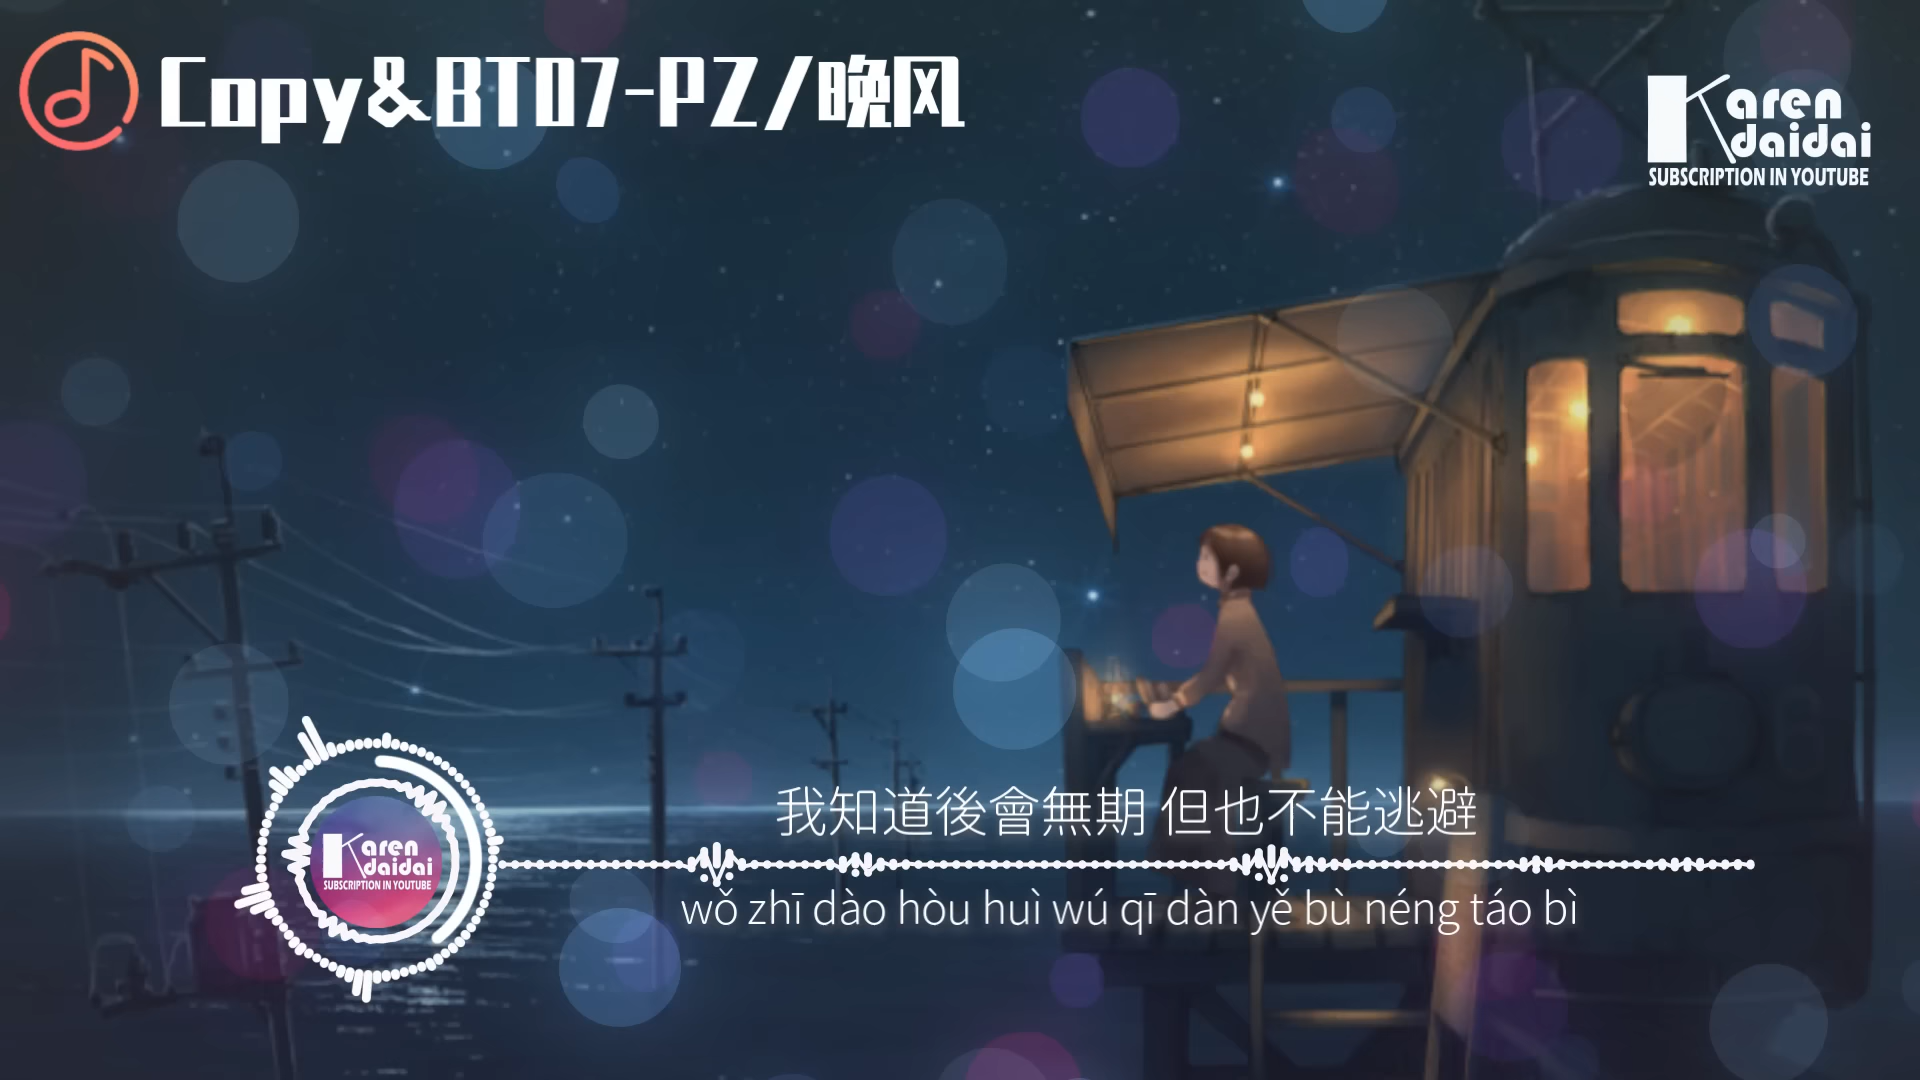 Copy&BT07-PZ/晚风
Karen
daidai
SUBSCRIPTION IN YOUTUBE
我知道後會無期 但也不能逃避
Karen
daidai
SUBSCRIPTION IN YOUTUBE
wǒ zhī dào hòu huì wú qī dàn yě bù néng táo bì